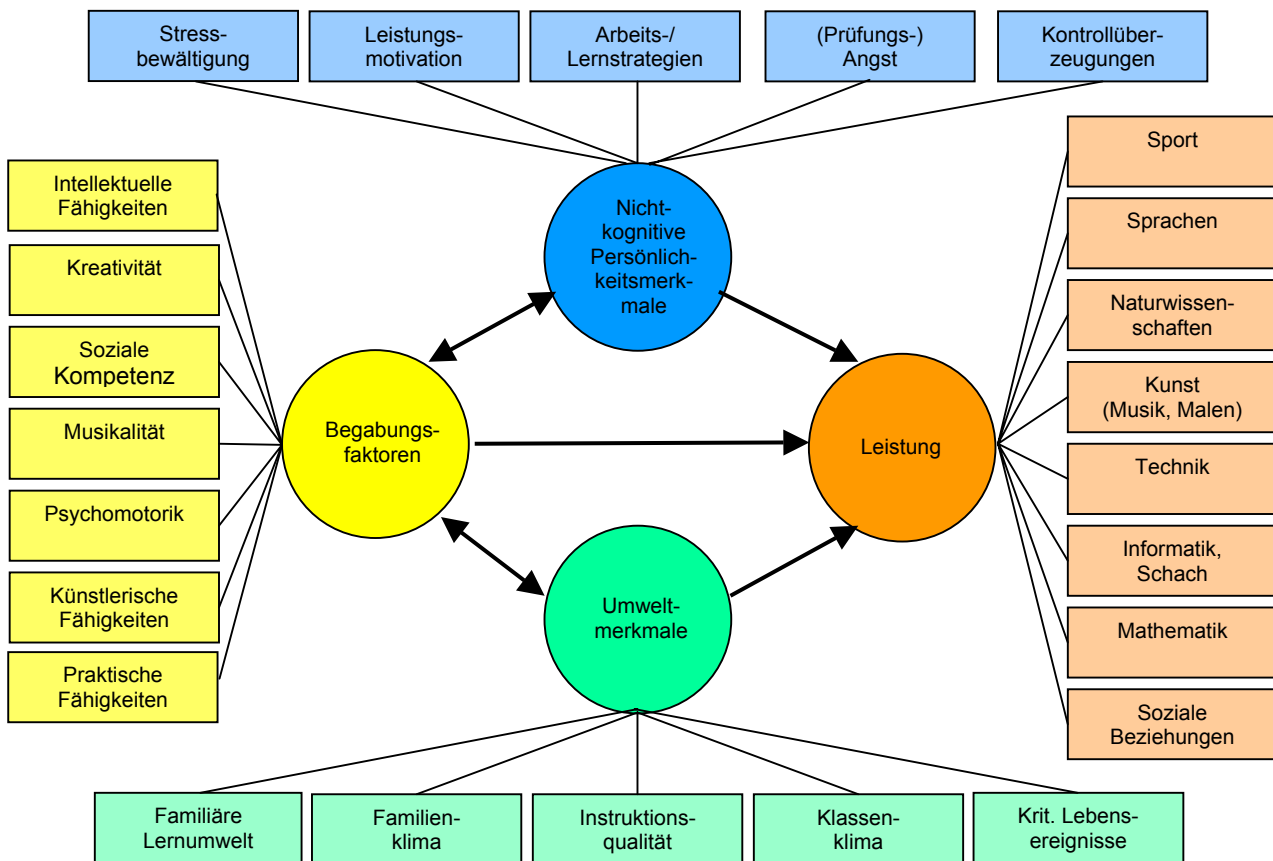 Stress-
bewältigung
Leistungs-
motivation
Arbeits-/
Lernstrategien
(Prüfungs-)
Angst
Kontrollüber-
zeugungen
Intellektuelle
Fähigkeiten
Kreativität
Soziale
Kompetenz
Musikalität
Psychomotorik
Künstlerische
Fähigkeiten
Praktische
Fähigkeiten
Nicht-
kognitive
Persönlich-
keitsmerk-
male
Begabungs-
faktoren
Leistung
Umwelt-
merkmale
Sport
Sprachen
Naturwissen-
schaften
Kunst
(Musik, Malen)
Technik
Informatik,
Schach
Mathematik
Soziale
Beziehungen
Familiäre
Lernumwelt
Familien-
klima
Instruktions-
qualität
Klassen-
klima
Krit. Lebens-
ereignisse